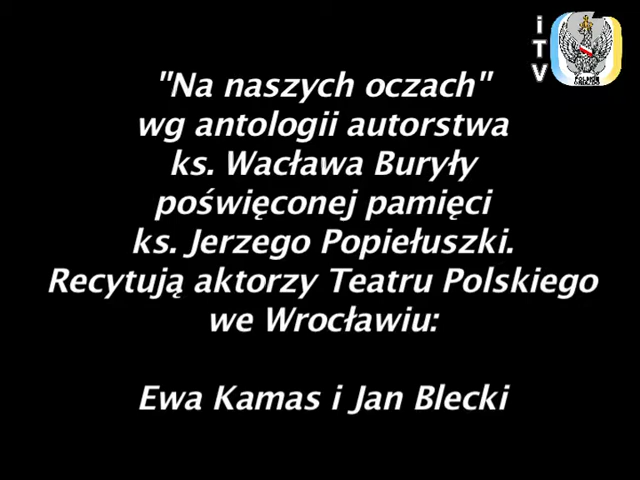 iTV
"Na naszych oczach"
wg antologii autorstwa
ks. Wacława Buryły
poświęconej pamięci
ks. Jerzego Popiełuszki.
Recytują aktorzy Teatru Polskiego
we Wrocławiu:
Ewa Kamas i Jan Blecki